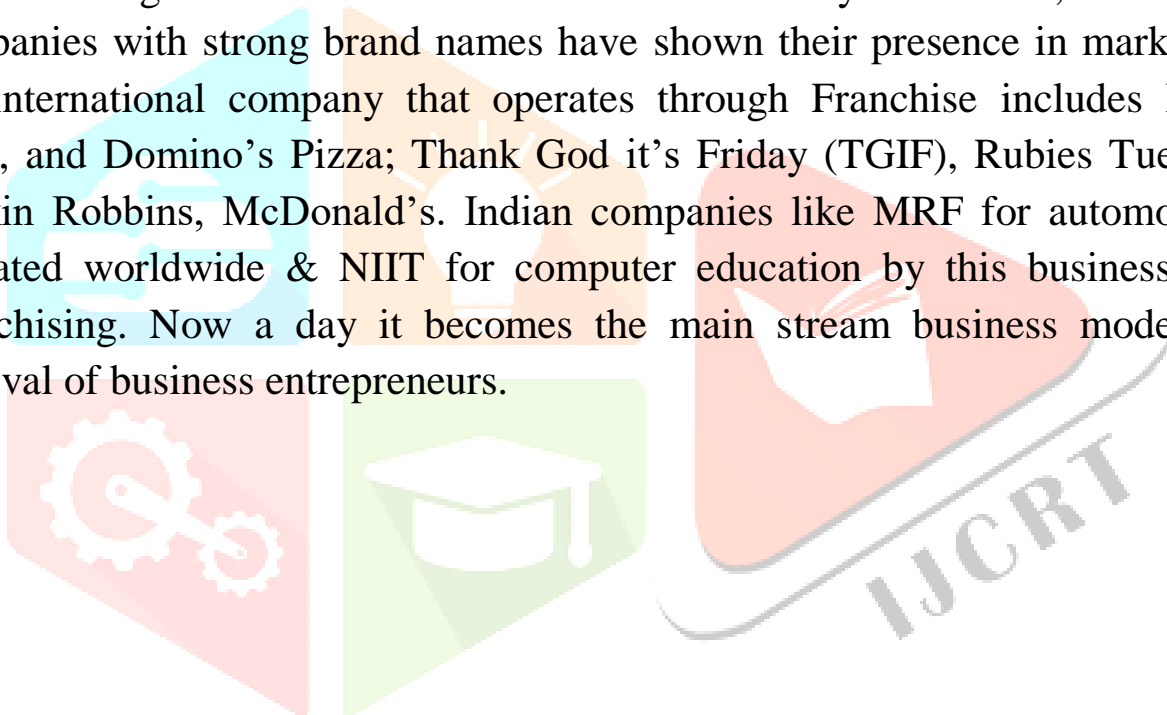 panies with strong brand names have shown their presence in mark
international company that operates through Franchise includes
, and Domino's Pizza; Thank God it's Friday (TGIF), Rubies Tue
in Robbins, McDonald's. Indian companies like MRF for automo
ated worldwide & NIIT for computer education by this business
chising. Now a day it becomes the main stream business mode
val of business entrepreneurs.
IJCRT